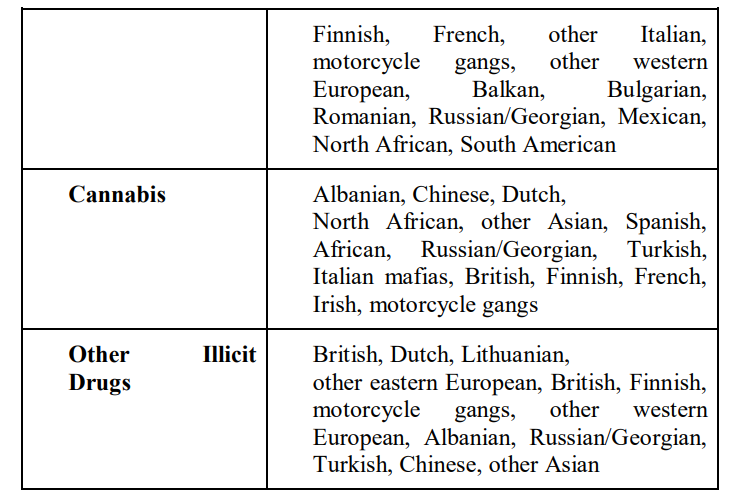 Finnish, French, other Italian,
motorcycle gangs, other western
European, Balkan, Bulgarian,
Romanian, Russian/Georgian, Mexican,
North African, South American
Cannabis
Albanian, Chinese, Dutch,
North African, other Asian, Spanish,
African, Russian/Georgian, Turkish,
Italian mafias, British, Finnish, French,
Irish, motorcycle gangs
Other Illicit
Drugs
British, Dutch, Lithuanian,
other eastern European, British, Finnish,
motorcycle gangs, other western
European, Albanian, Russian/Georgian,
Turkish, Chinese, other Asian